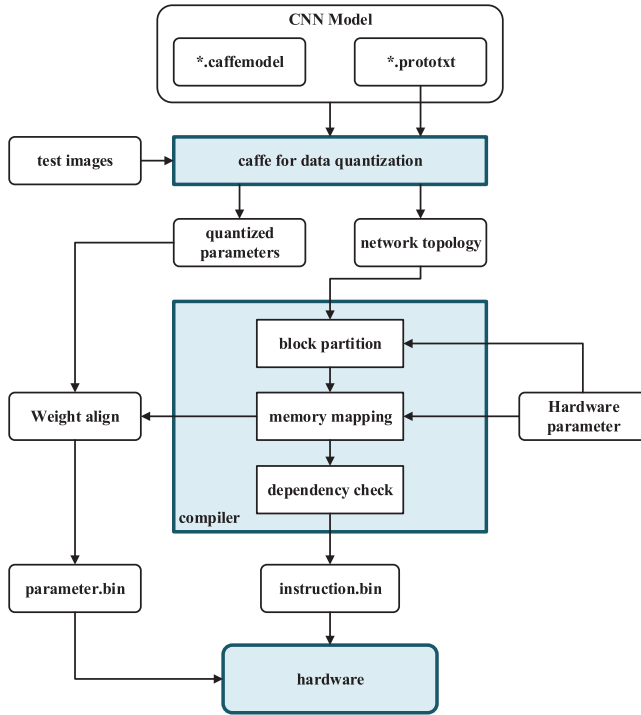 CNN Model
*.caffemodel
*.prototxt
test images
caffe for data quantization
quantized
parameters
network topology
block partition
Weight align
memory mapping
Hardware
parameter
dependency check
compiler
parameter.bin
instruction.bin
hardware